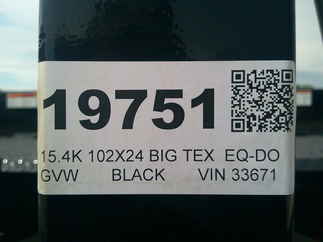 19751
15.4K 102X24 BIG TEX EQ-DO
GVW BLACK VIN 33671